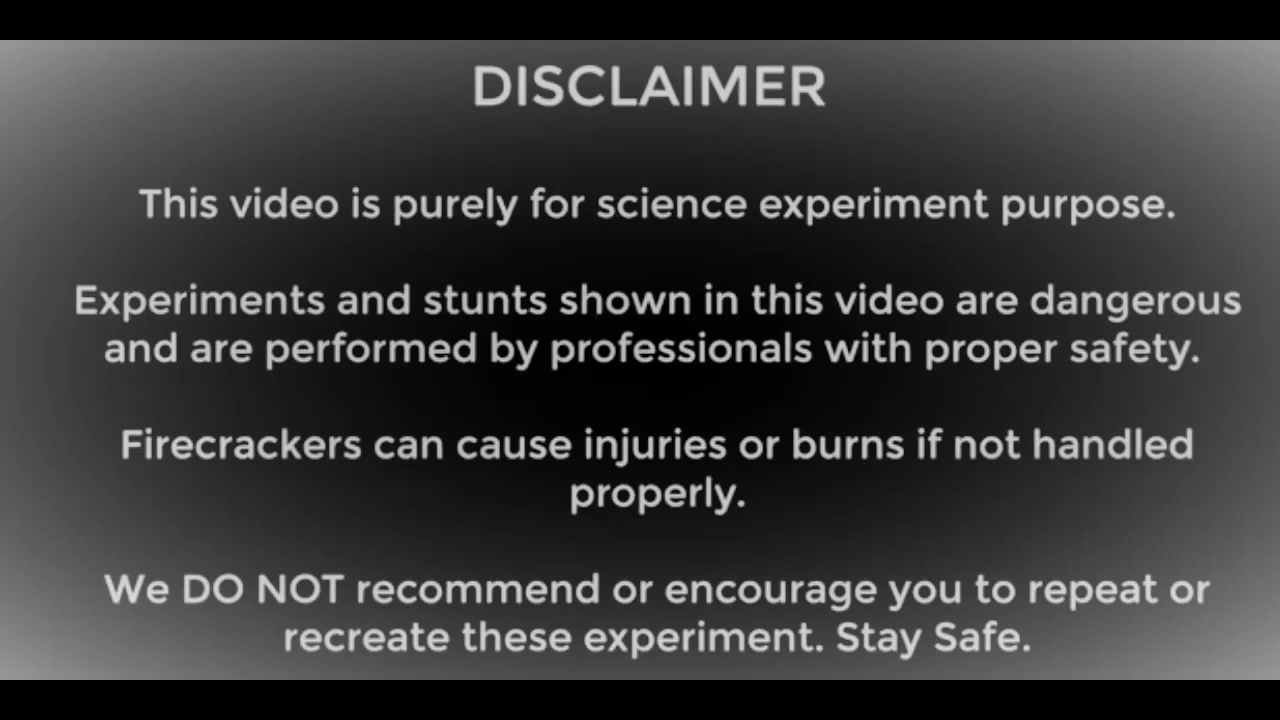 DISCLAIMER
This video is purely for science experiment purpose.
Experiments and stunts shown in this video are dangerous
and are performed by professionals with proper safety.
Firecrackers can cause injuries or burns if not handled
properly.
We DO NOT recommend or encourage you to repeat or
recreate these experiment. Stay Safe.